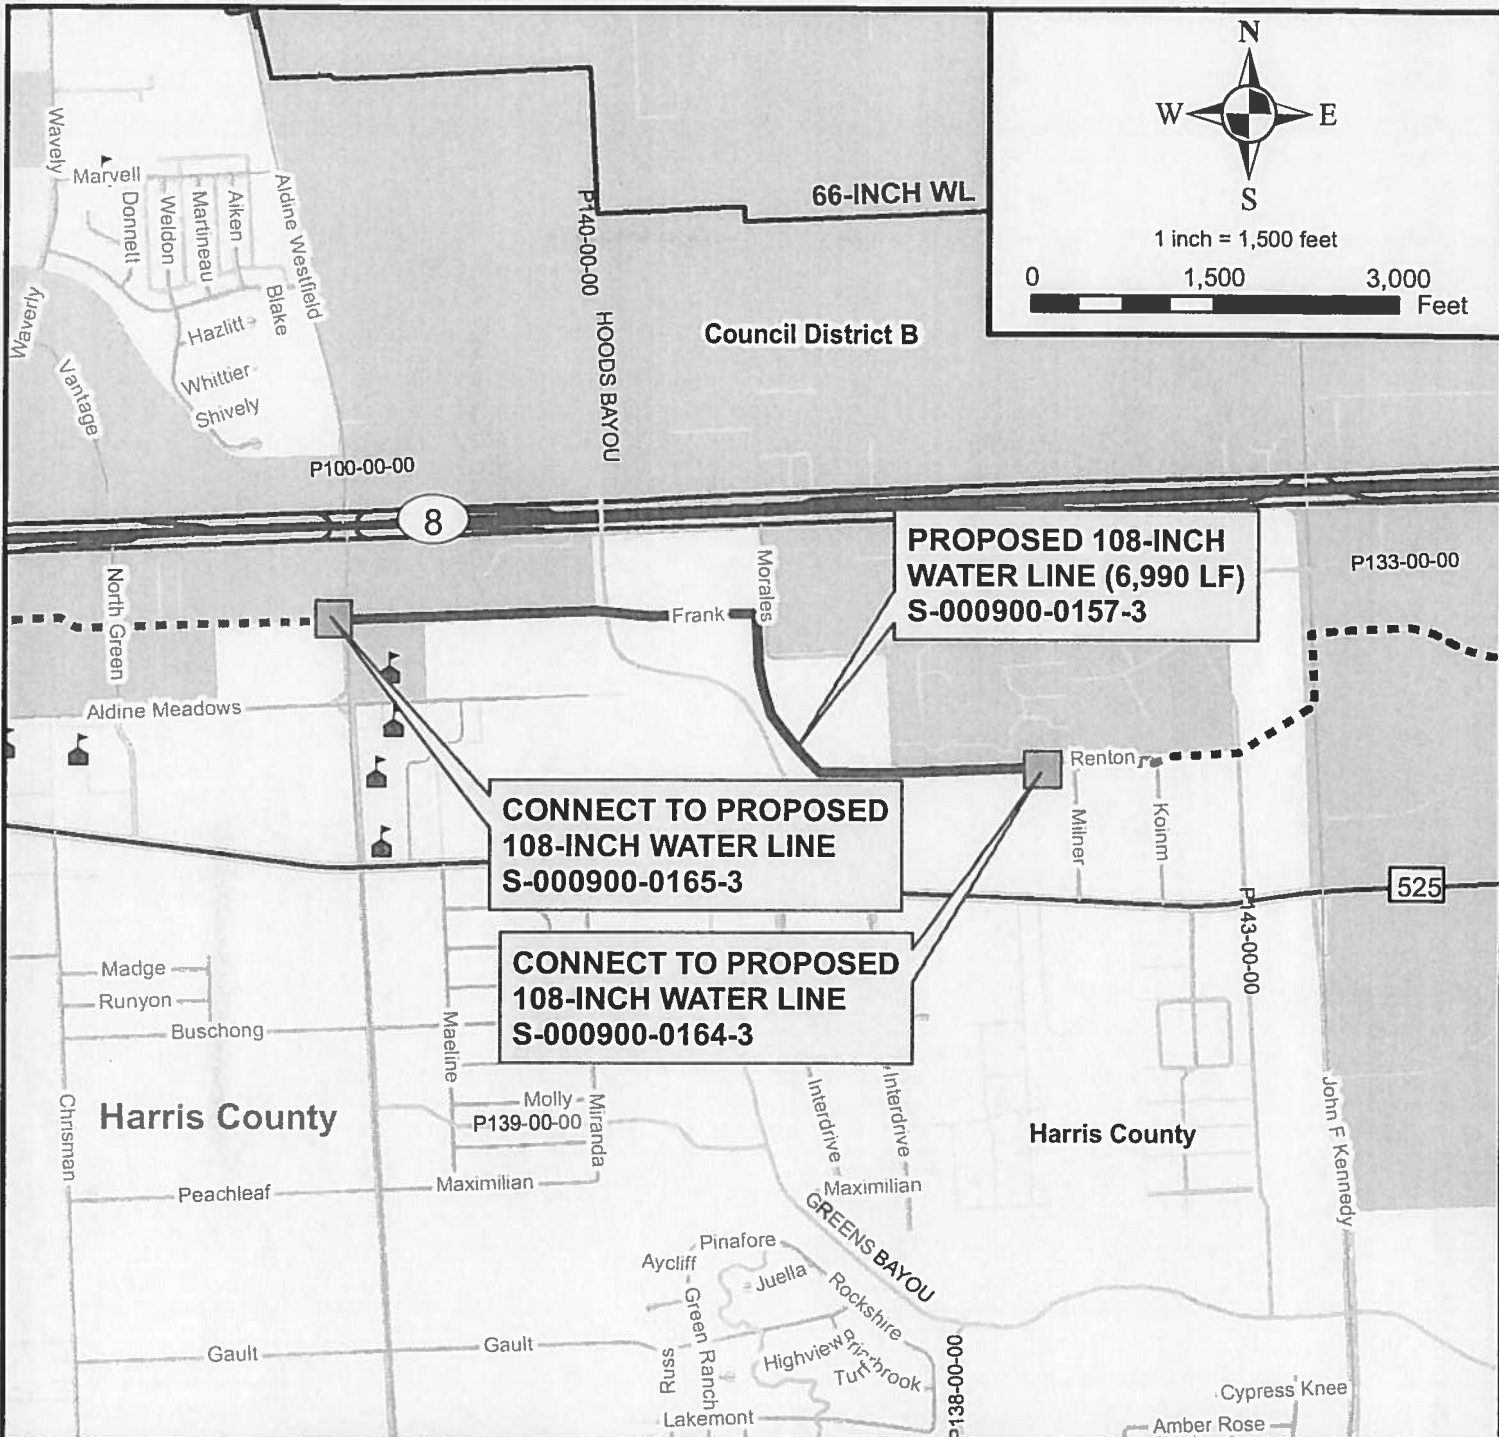 N
W
E
S
1 inch = 1,500 feet
0 1,500 3,000
Feet
66-INCH WL
Council District B
P140-00-00
HOODS BAYOU
Wavely
Marvell
Donnett
Weldon
Martineau
Aiken
Aldine Westfield
Blake
Hazlitt
Whittier
Shively
Waverly
Vantage
P100-00-00
8
PROPOSED 108-INCH
WATER LINE (6,990 LF)
S-000900-0157-3
P133-00-00
North Green
Frank
Morales
Aldine Meadows
Renton
Milner
Koinm
CONNECT TO PROPOSED
108-INCH WATER LINE
S-000900-0165-3
525
P143-00-00
CONNECT TO PROPOSED
108-INCH WATER LINE
S-000900-0164-3
Madge
Runyon
Buschong
Maeline
Chrisman
Harris County
Molly
P139-00-00
Miranda
Interdrive
Interdrive
Harris County
John F Kennedy
Peachleaf
Maximilian
Maximilian
GREENS BAYOU
Pinafore
Aycliff
Juella
Rockshire
Green Ranch
Gault
Gault
Russ
Highview
Briarbrook
Turf
P138-00-00
Lakemont
Cypress Knee
Amber Rose